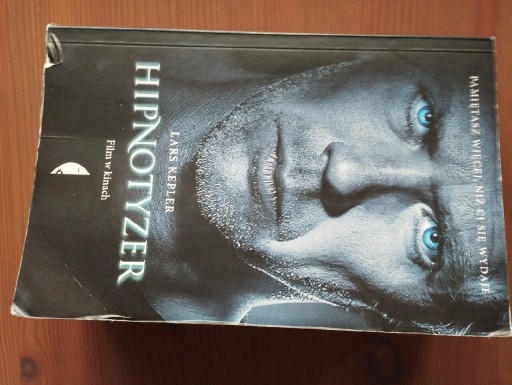 PAMIĘTASZ WIĘCEJ, NIŻ CI SIĘ WYDAJE
LARS KEPLER
HIPNOTYZER
Film w kinach